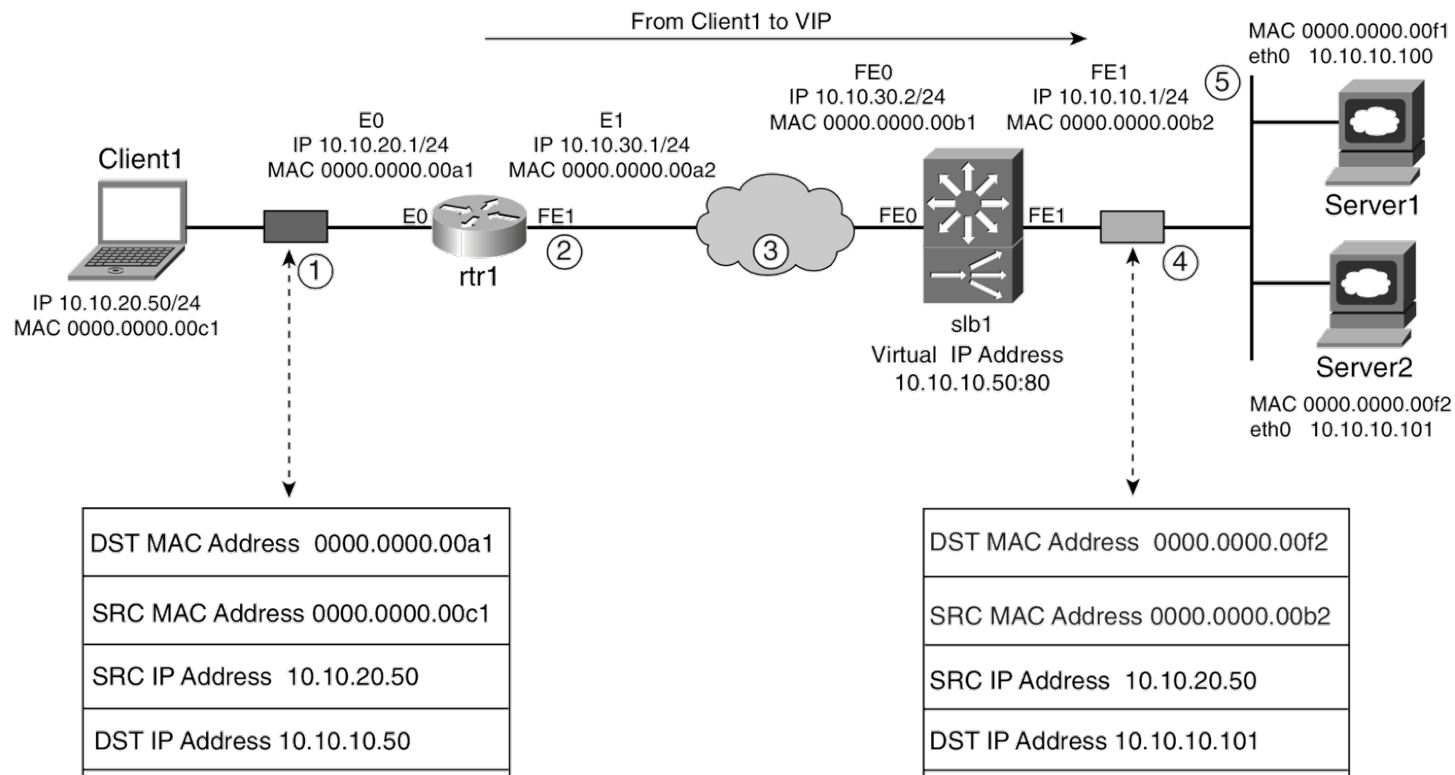 From Client1 to VIP
MAC 0000.0000.00f1
eth0 10.10.10.100
5
FE0
IP 10.10.30.2/24
MAC 0000.0000.00b1
FE1
IP 10.10.10.1/24
MAC 0000.0000.00b2
E0
IP 10.10.20.1/24
MAC 0000.0000.00a1
E1
IP 10.10.30.1/24
MAC 0000.0000.00a2
Client1
E0
FE1
FE0
FE1
Server1
1
rtr1
2
3
4
IP 10.10.20.50/24
MAC 0000.0000.00c1
slb1
Virtual IP Address
10.10.10.50:80
Server2
MAC 0000.0000.00f2
eth0 10.10.10.101
DST MAC Address 0000.0000.00a1
SRC MAC Address 0000.0000.00c1
SRC IP Address 10.10.20.50
DST IP Address 10.10.10.50
DST MAC Address 0000.0000.00f2
SRC MAC Address 0000.0000.00b2
SRC IP Address 10.10.20.50
DST IP Address 10.10.10.101